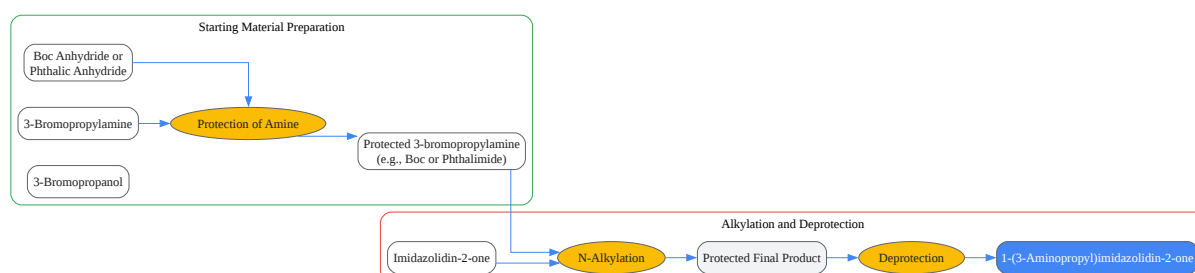 Starting Material Preparation
Boc Anhydride or
Phthalic Anhydride
3-Bromopropylamine
Protection of Amine
Protected 3-bromopropylamine
(e.g., Boc or Phthalimide)
3-Bromopropanol
Alkylation and Deprotection
Imidazolidin-2-one
N-Alkylation
Protected Final Product
Deprotection
1-(3-Aminopropyl)imidazolidin-2-one